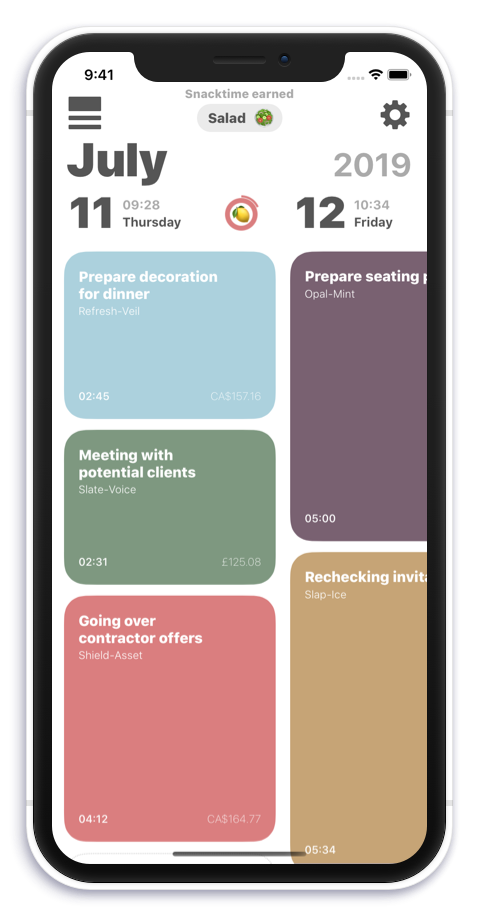 9:41
Snacktime earned
Salad
July
2019
11
09:28
Thursday
12
10:34
Friday
Prepare decoration
for dinner
Refresh-Veil
02:45
CA$157.16
Meeting with
potential clients
Slate-Voice
02:31
£125.08
Going over
contractor offers
Shield-Asset
04:12
CA$164.77
Prepare seating
Opal-Mint
05:00
Rechecking
Slap-Ice
05:34